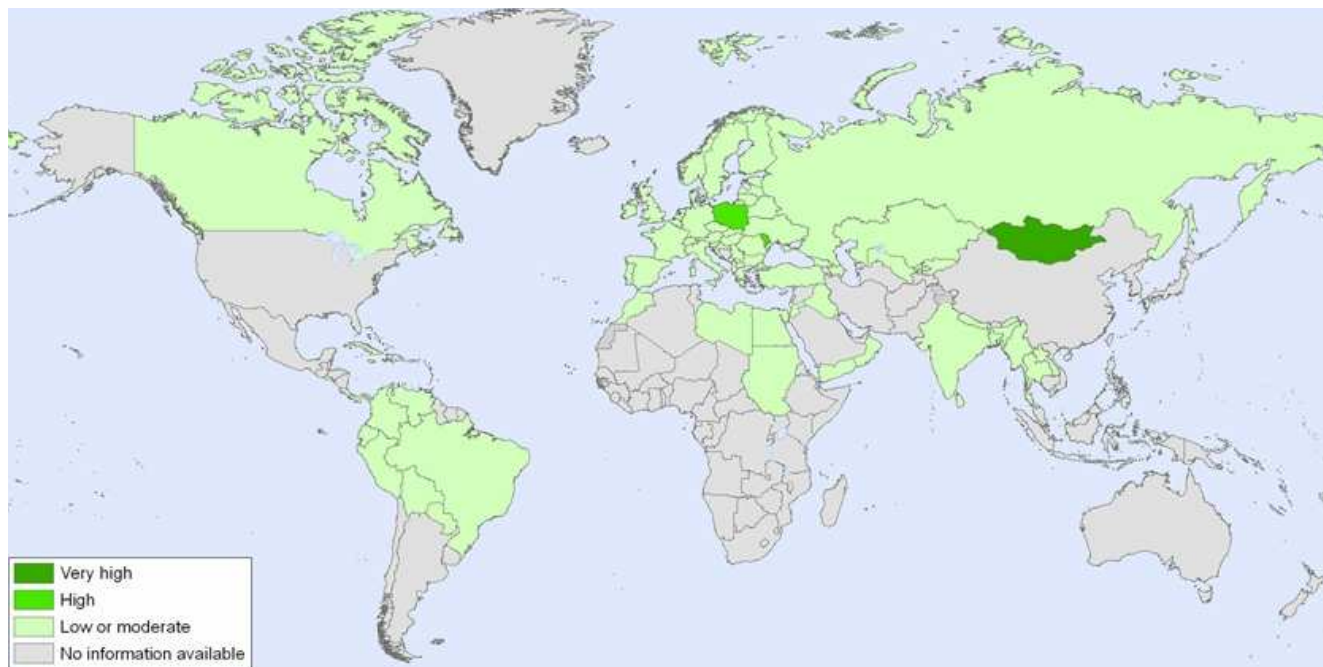 Very high
High
Low or moderate
No information available